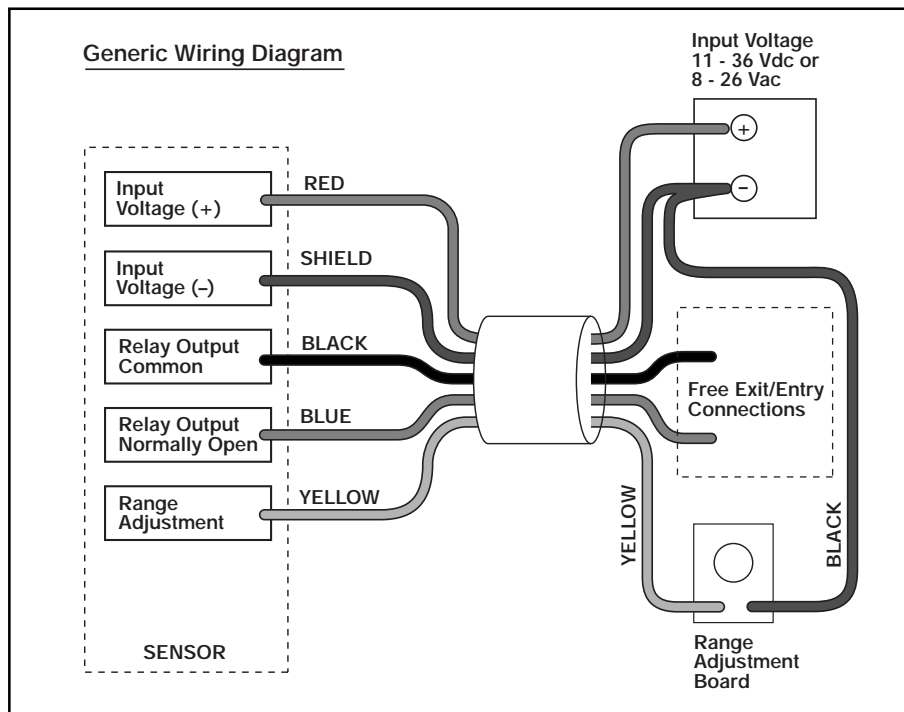 Generic Wiring Diagram
Input Voltage
11 - 36 Vdc or
8 - 26 Vac
+
–
Input
Voltage (+)
RED
Input
Voltage (–)
SHIELD
Relay Output
Common
BLACK
Relay Output
Normally Open
BLUE
Range
Adjustment
YELLOW
SENSOR
Free Exit/Entry
Connections
YELLOW
BLACK
Range
Adjustment
Board